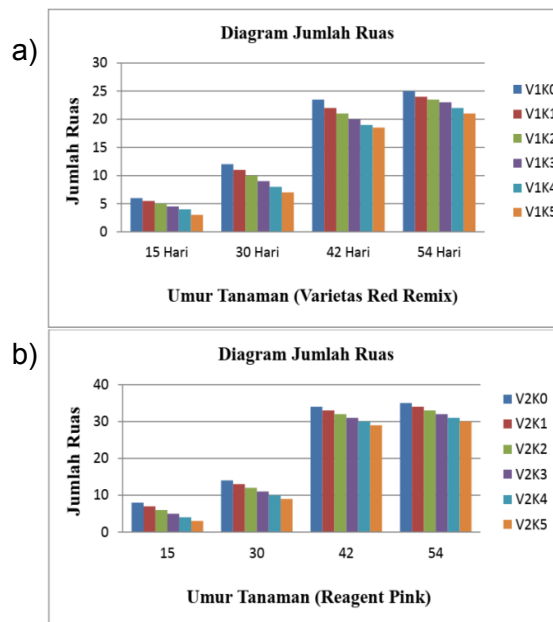 a)
Diagram Jumlah Ruas
Jumlah Ruas
30
25
20
15
10
5
0
15 Hari 30 Hari 42 Hari 54 Hari
Umur Tanaman (Varietas Red Remix)
V1K0
V1K1
V1K2
V1K3
V1K4
V1K5
b)
Diagram Jumlah Ruas
Jumlah Ruas
40
30
20
10
0
15 30 42 54
Umur Tanaman (Reagent Pink)
V2K0
V2K1
V2K2
V2K3
V2K4
V2K5